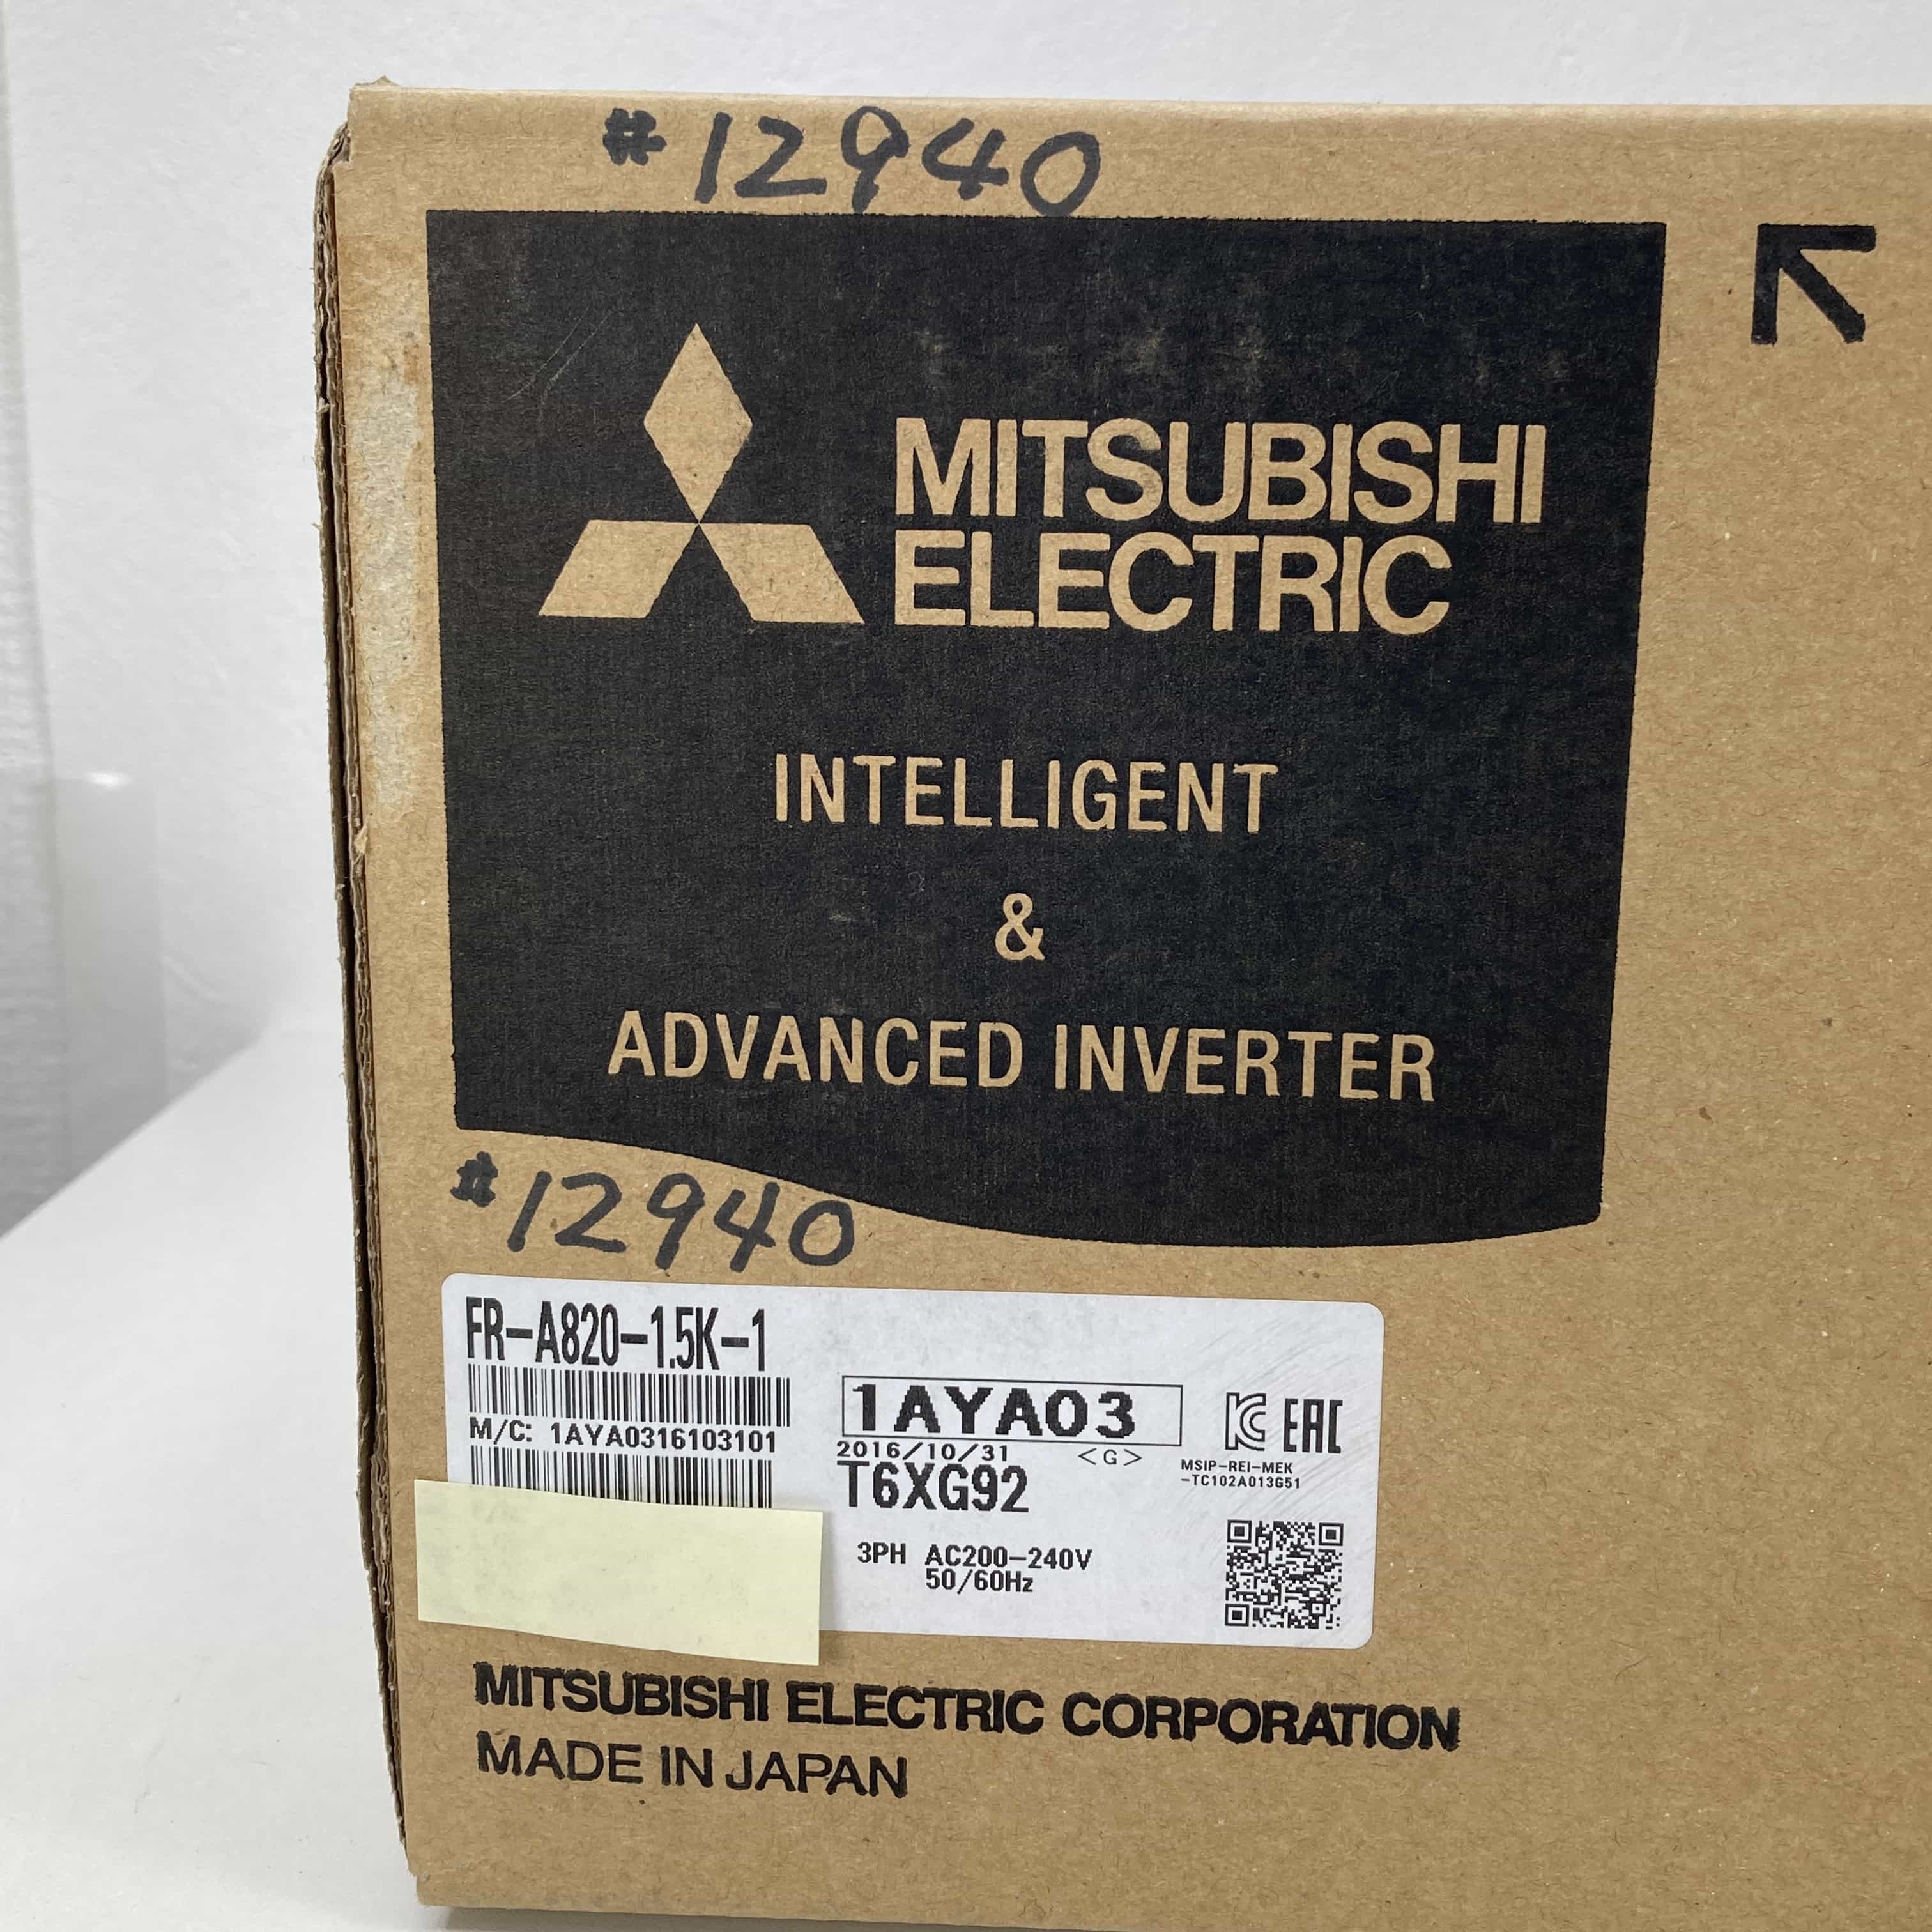 #12940
MITSUBISHI
ELECTRIC
INTELLIGENT
&
ADVANCED INVERTER
#12940
FR-A820-1.5K-1
M/C: 1AYA0316103101
1AYA03
2016/10/31 <G>
T6XG92
3PH AC200-240V
50/60Hz
EAC
MSIP-REI-MEK
-TC102A013G51
MITSUBISHI ELECTRIC CORPORATION
MADE IN JAPAN